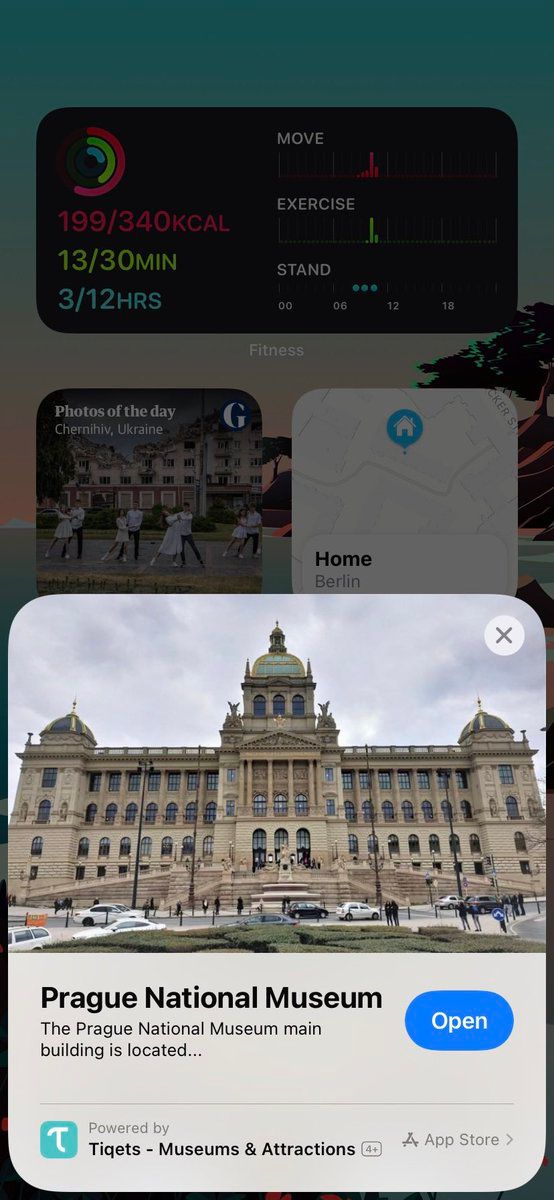 MOVE
199/340KCAL
EXERCISE
13/30MIN
STAND
3/12HRS
00 06 12 18
Fitness
Photos of the day
G
Chernihiv, Ukraine
CKER S
Home
Berlin
Prague National Museum
The Prague National Museum main
building is located...
Open
Powered by
Tiqets - Museums & Attractions 4+
App Store